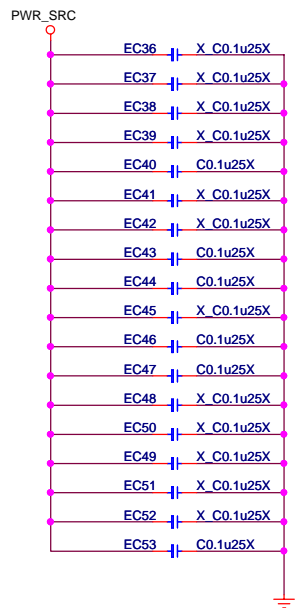 PWR_SRC
EC36 X_C0.1u25X
EC37 X_C0.1u25X
EC38 X_C0.1u25X
EC39 X_C0.1u25X
EC40 C0.1u25X
EC41 X_C0.1u25X
EC42 X_C0.1u25X
EC43 C0.1u25X
EC44 C0.1u25X
EC45 X_C0.1u25X
EC46 C0.1u25X
EC47 C0.1u25X
EC48 X_C0.1u25X
EC50 X_C0.1u25X
EC49 X_C0.1u25X
EC51 X_C0.1u25X
EC52 X_C0.1u25X
EC53 C0.1u25X